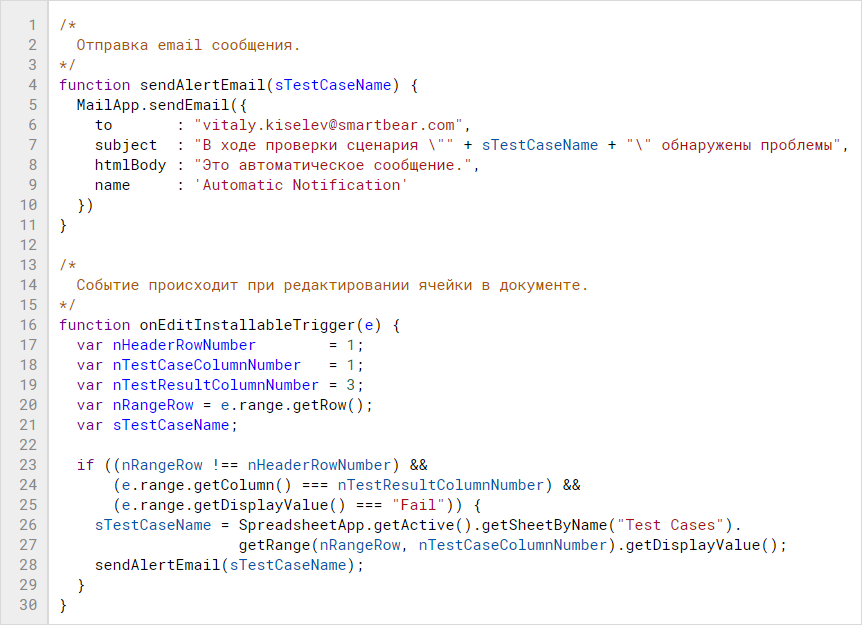 1 /*
2   Отправка email сообщения.
3 */
4 function sendAlertEmail(sTestCaseName) {
5   MailApp.sendEmail({
6     to       : "vitaly.kiselev@smartbear.com",
7     subject  : "В ходе проверки сценария \"" + sTestCaseName + "\" обнаружены проблемы",
8     htmlBody : "Это автоматическое сообщение.",
9     name     : 'Automatic Notification'
10   })
11 }
12
13 /*
14   Событие происходит при редактировании ячейки в документе.
15 */
16 function onEditInstallableTrigger(e) {
17   var nHeaderRowNumber        = 1;
18   var nTestCaseColumnNumber   = 1;
19   var nTestResultColumnNumber = 3;
20   var nRangeRow = e.range.getRow();
21   var sTestCaseName;
22
23   if ((nRangeRow !== nHeaderRowNumber) &&
24       (e.range.getColumn() === nTestResultColumnNumber) &&
25       (e.range.getDisplayValue() === "Fail")) {
26     sTestCaseName = SpreadsheetApp.getActive().getSheetByName("Test Cases").
27                     getRange(nRangeRow, nTestCaseColumnNumber).getDisplayValue();
28     sendAlertEmail(sTestCaseName);
29   }
30 }